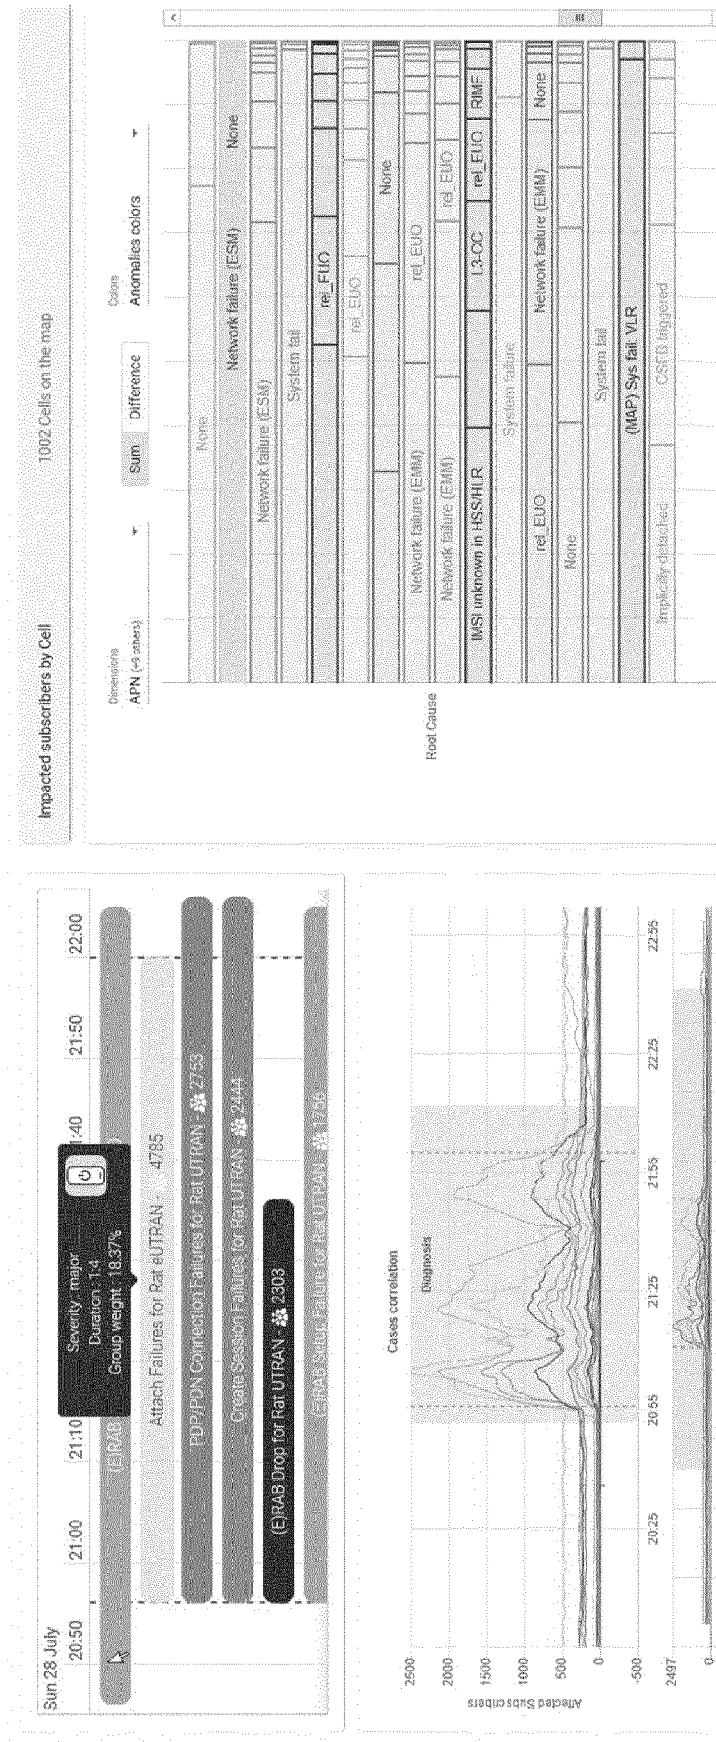 Sun 28 July
20:50 21:00 21:10 1:40 21:50 22:00
Severity : major
Duration : 1:4
Group weight : 18.37%
(E)RAB
Attach Failures for Rat eUTRAN - 4785
PDP/PDN Connection Failures for Rat UTRAN - 2753
Create Session Failures for Rat UTRAN - 2444
(E)RAB Drop for Rat UTRAN - 2303
(E)RAB Setup Failure for Rat UTRAN - 1756
Cases correlation
Diagnosis
Affected Subscribers
2500
2000
1500
1000
500
0
-500
20:25 20:55 21:25 21:55 22:25 22:55
2497
0
Impacted subscribers by Cell 1002 Cells on the map
Dimensions
APN (+9 others)
Sum Difference
Colors
Anomalies colors
Root Cause
None
Network failure (ESM) None
Network failure (ESM)
System fail
rel_EUO
rel_EUO
None
Network failure (EMM) rel_EUO
Network failure (EMM) rel_EUO
IMSI unknown in HSS/HLR L3-CC rel_EUO RIMF
System Failure
rel_EUO Network failure (EMM) None
None
System fail
(MAP) Sys fail: VLR
Implicitly detached triggered